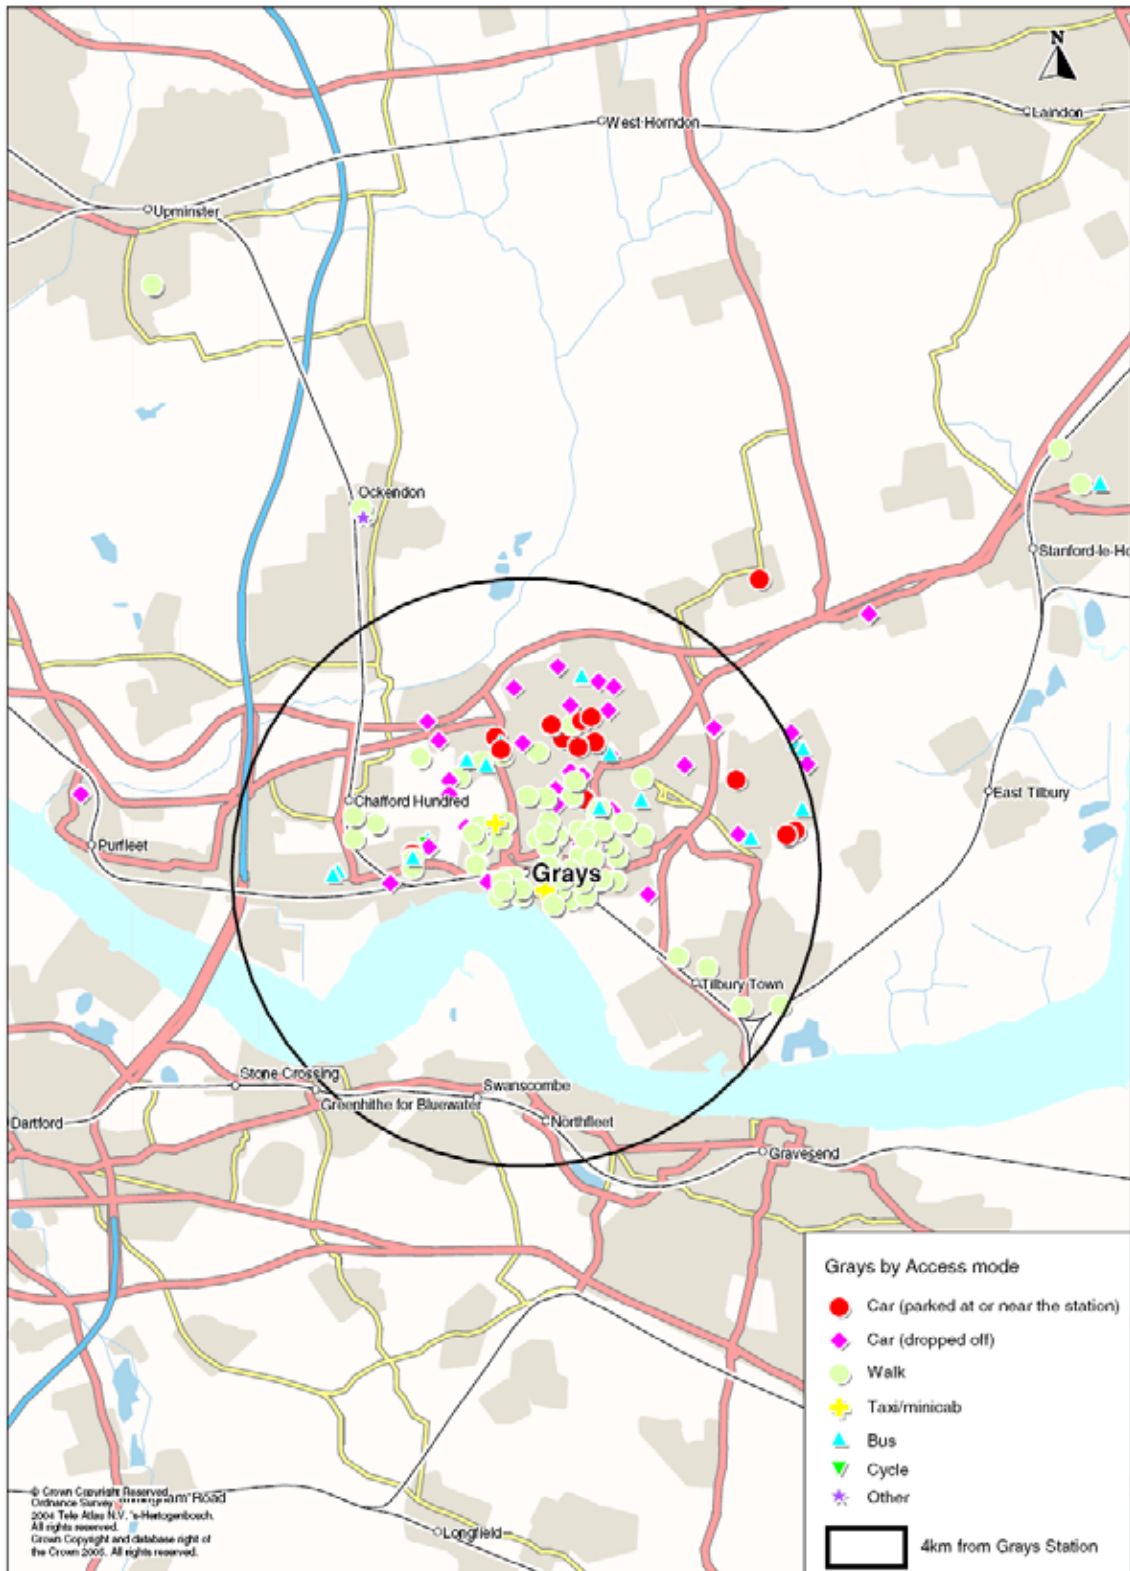 N
West Horndon
Laindon
Upminster
Ockendon
Stanford-le-Ho
Chafford Hundred
East Tilbury
Purfleet
Grays
Tilbury Town
Stone Crossing
Swanscombe
Greenhithe for Bluewater
Dartford
Northfleet
Gravesend
Grays by Access mode
Car (parked at or near the station)
Car (dropped off)
Walk
Taxi/minicab
Bus
Cycle
Other
4km from Grays Station
© Crown Copyright Reserved
Ordnance Survey
Road
2004 Tele Atlas N.V. 's-Hertogenbosch.
All rights reserved.
Crown Copyright and database right of
the Crown 2005. All rights reserved.
Longfield